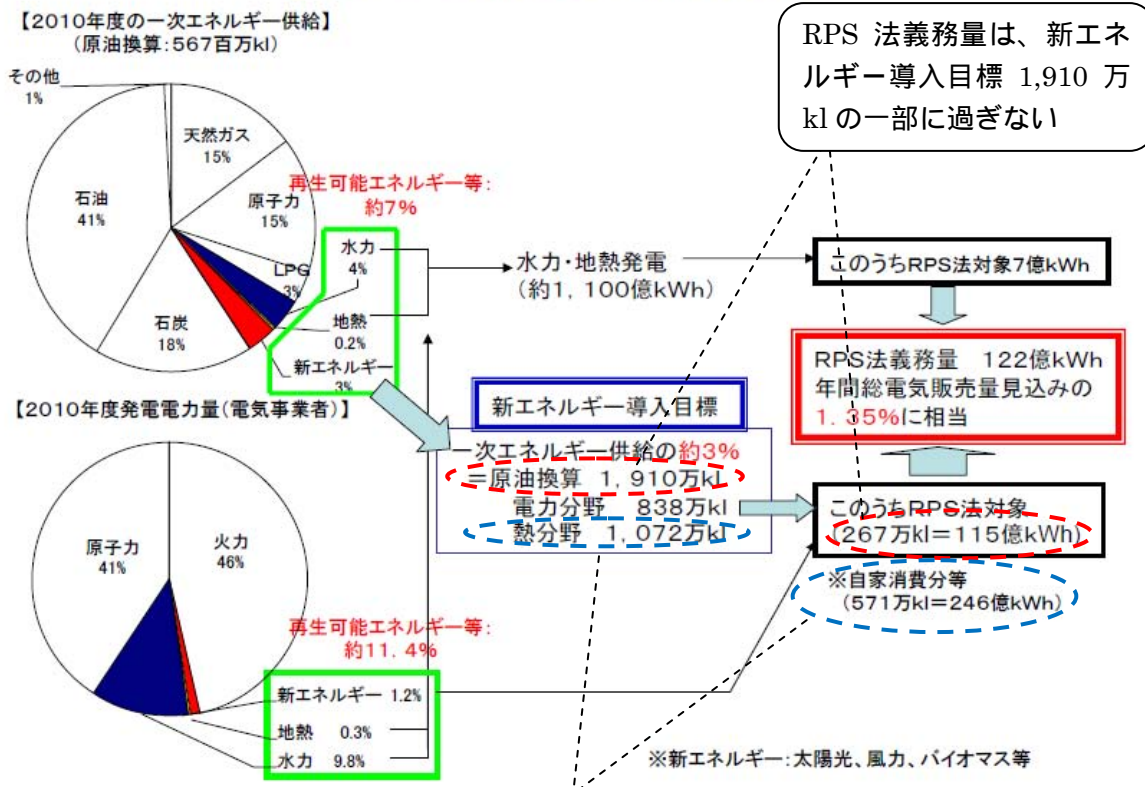 【2010年度の一次エネルギー供給】
(原油換算:567百万kl)
その他
1%
天然ガス
15%
石油
41%
原子力
15%
LPG
3%
石炭
18%
再生可能エネルギー等:
約7%
水力
4%
地熱
0.2%
新エネルギー
3%
RPS 法義務量は、新エネ
ルギー導入目標 1,910 万
kl の一部に過ぎない
水力・地熱発電
(約1,100億kWh)
このうちRPS法対象7億kWh
RPS法義務量 122億kWh
年間総電気販売量見込みの
1.35%に相当
新エネルギー導入目標
一次エネルギー供給の約3%
=原油換算 1,910万kl
電力分野 838万kl
熱分野 1,072万kl
このうちRPS法対象
(267万kl=115億kWh)
※自家消費分等
(571万kl=246億kWh)
【2010年度発電電力量(電気事業者)】
原子力
41%
火力
46%
再生可能エネルギー等:
約11.4%
新エネルギー 1.2%
地熱 0.3%
水力 9.8%
※新エネルギー:太陽光、風力、バイオマス等